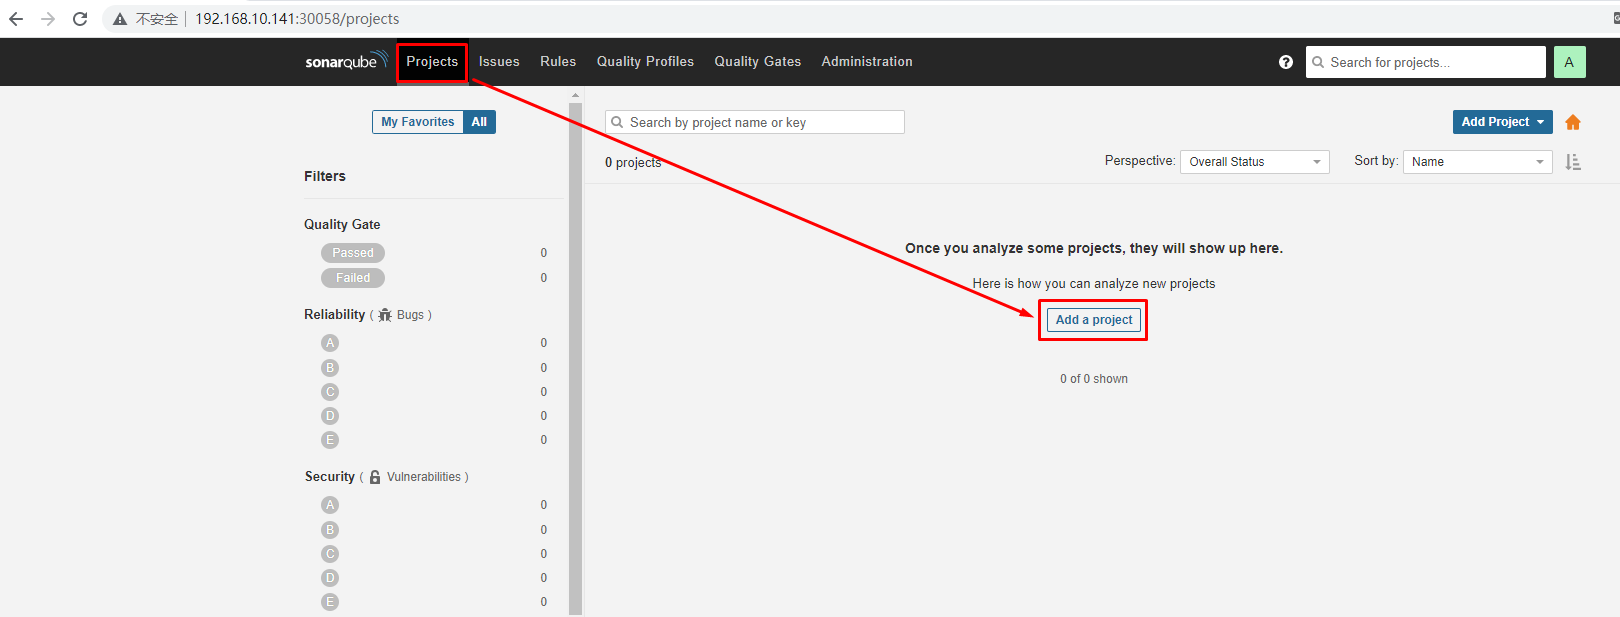 不安全 192.168.10.141:30058/projects
sonarqube Projects Issues Rules Quality Profiles Quality Gates Administration ? Search for projects... A
My Favorites All Search by project name or key Add Project
0 projects Perspective: Overall Status Sort by: Name
Filters
Quality Gate
Passed 0
Failed 0
Reliability ( Bugs )
A 0
B 0
C 0
D 0
E 0
Security ( Vulnerabilities )
A 0
B 0
C 0
D 0
E 0
Once you analyze some projects, they will show up here.
Here is how you can analyze new projects
Add a project
0 of 0 shown